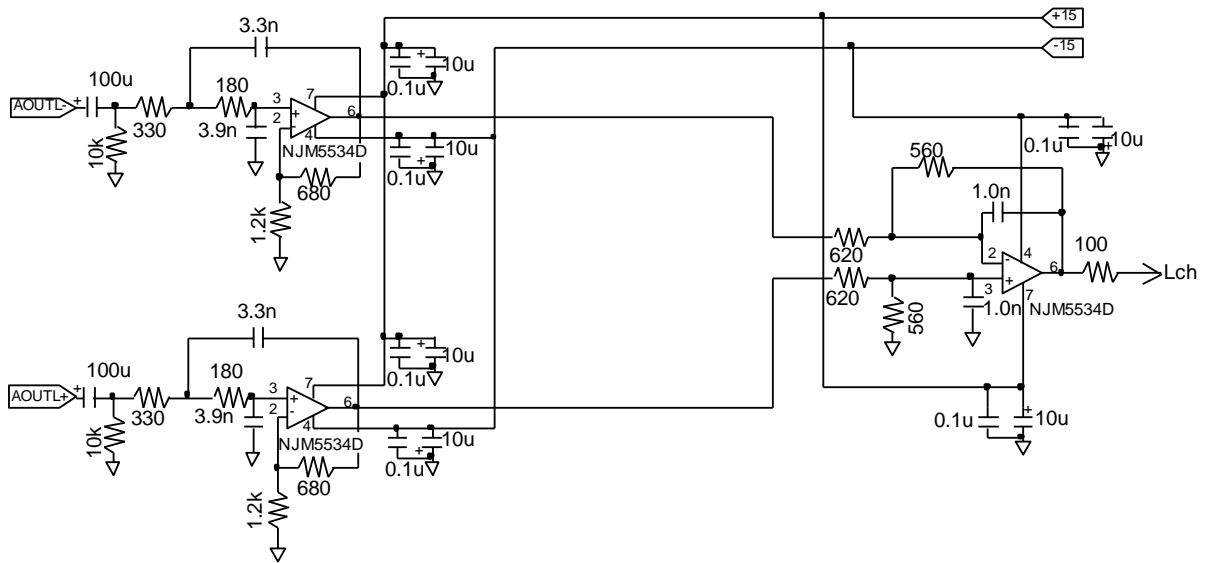 +15
-15
3.3n
100u
180
10u
0.1u
AOUTL-
+
330
10k
3.9n
3
2
+
-
7
4
6
NJM5534D
680
1.2k
+
10u
0.1u
+
560
1.0n
620
620
560
2
3
-
+
4
7
6
1.0n
NJM5534D
100
Lch
0.1u
10u
+
3.3n
100u
180
+
10u
0.1u
AOUTL+
+
330
10k
3.9n
3
2
+
-
7
4
6
NJM5534D
680
1.2k
10u
0.1u
+
0.1u
10u
+